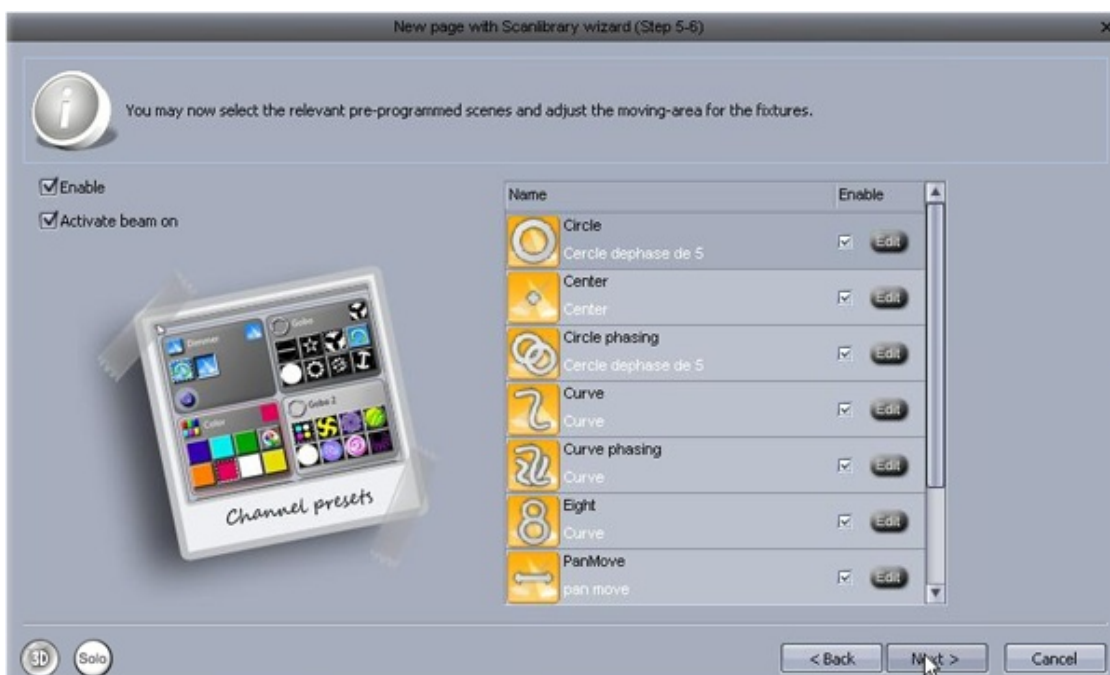 New page with Scanlibrary wizard (Step 5-6)
You may now select the relevant pre-programmed scenes and adjust the moving-area for the fixtures.
Enable
Activate beam on
Dimmer
Gobo
Color
Gobo 2
Channel presets
Name Enable
Circle
Cercle dephase de 5
Edit
Center
Center
Edit
Circle phasing
Cercle dephase de 5
Edit
Curve
Curve
Edit
Curve phasing
Curve
Edit
Eight
Curve
Edit
PanMove
pan move
Edit
3D Solo < Back Next > Cancel